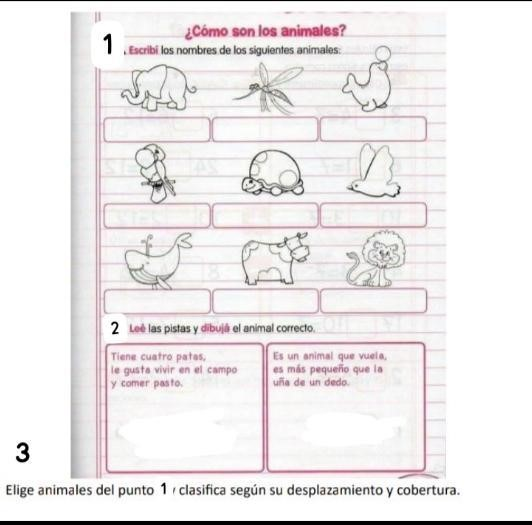 ¿Cómo son los animales?
1. Escribí los nombres de los siguientes animales:
2 Leé las pistas y dibujá el animal correcto.
Tiene cuatro patas,
le gusta vivir en el campo
y comer pasto.
Es un animal que vuela,
es más pequeño que la
uña de un dedo.
3
Elige animales del punto 1 y clasifica según su desplazamiento y cobertura.